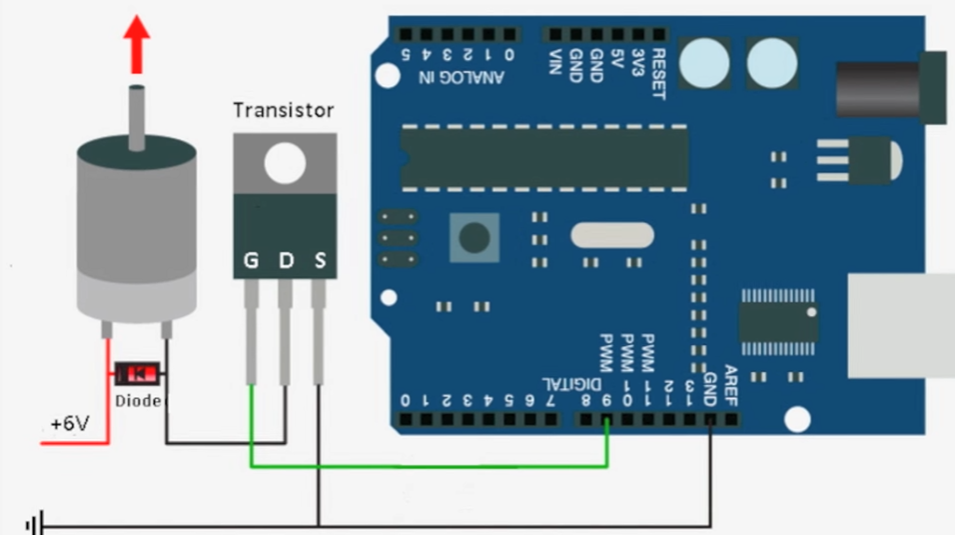 Transistor
G D S
Diode
+6V
5 4 3 2 1 0
ANALOG IN
VIN
GND
GND
5V
3V3
RESET
PWM
PWM
PWM
DIGITAL
0 1 2 3 4 5 6 7 8 9 10 11 12 13 GND AREF